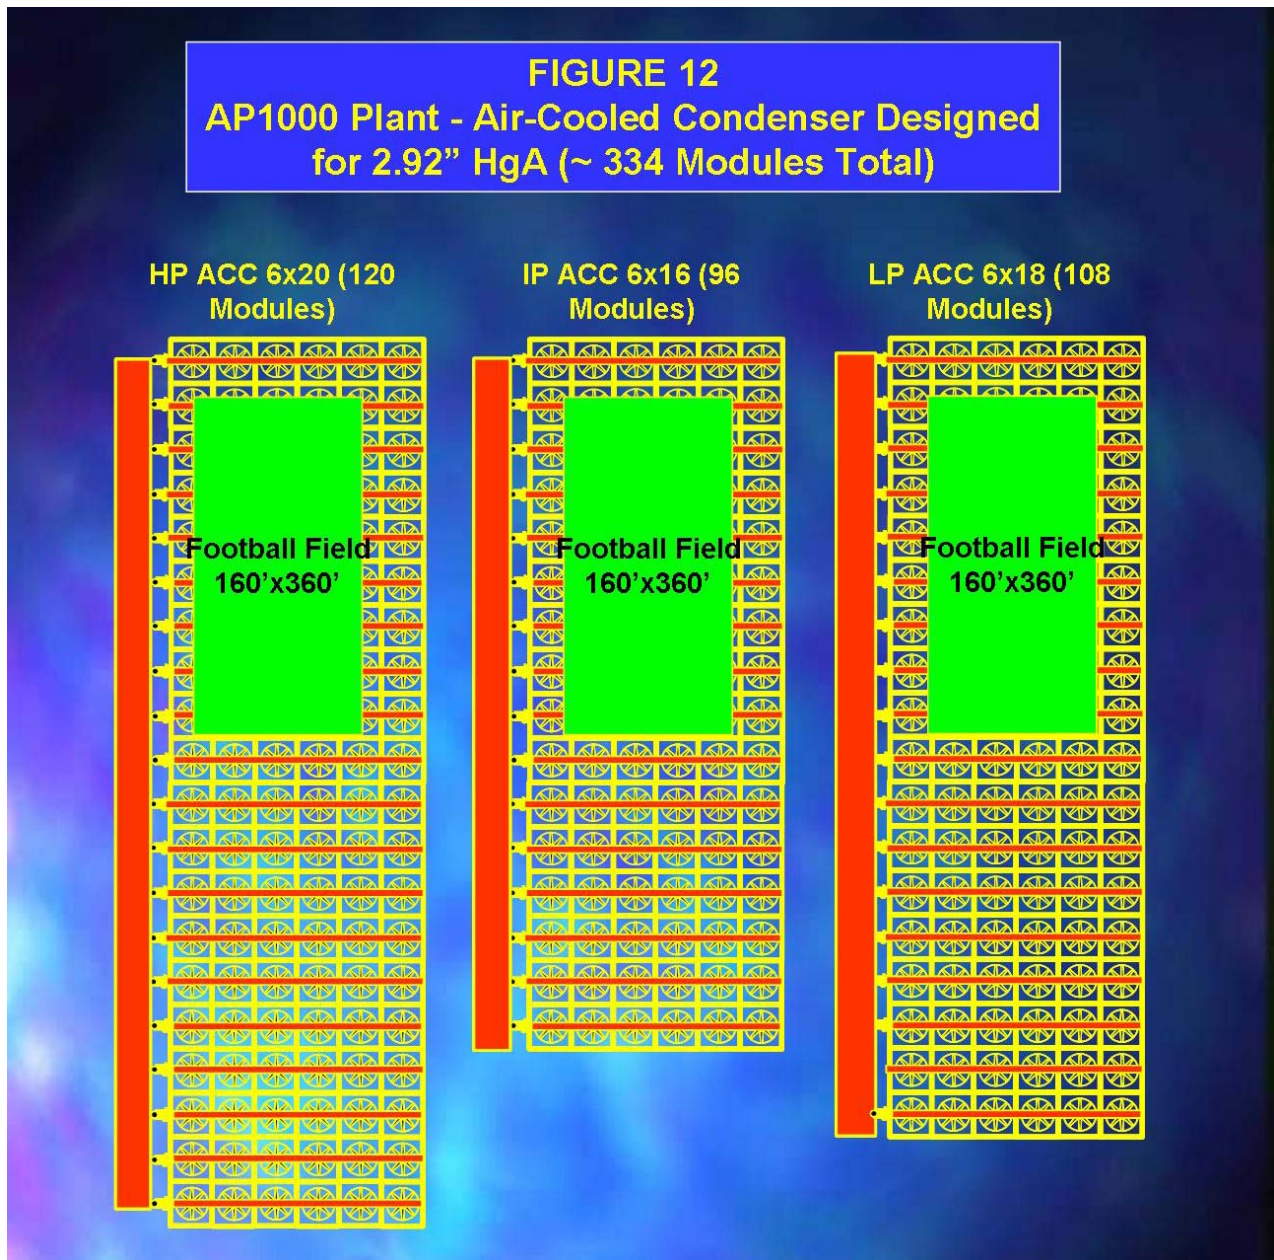 FIGURE 12
AP1000 Plant - Air-Cooled Condenser Designed
for 2.92” HgA (~ 334 Modules Total)
HP ACC 6x20 (120
Modules)
IP ACC 6x16 (96
Modules)
LP ACC 6x18 (108
Modules)
Football Field
160’x360’
Football Field
160’x360’
Football Field
160’x360’